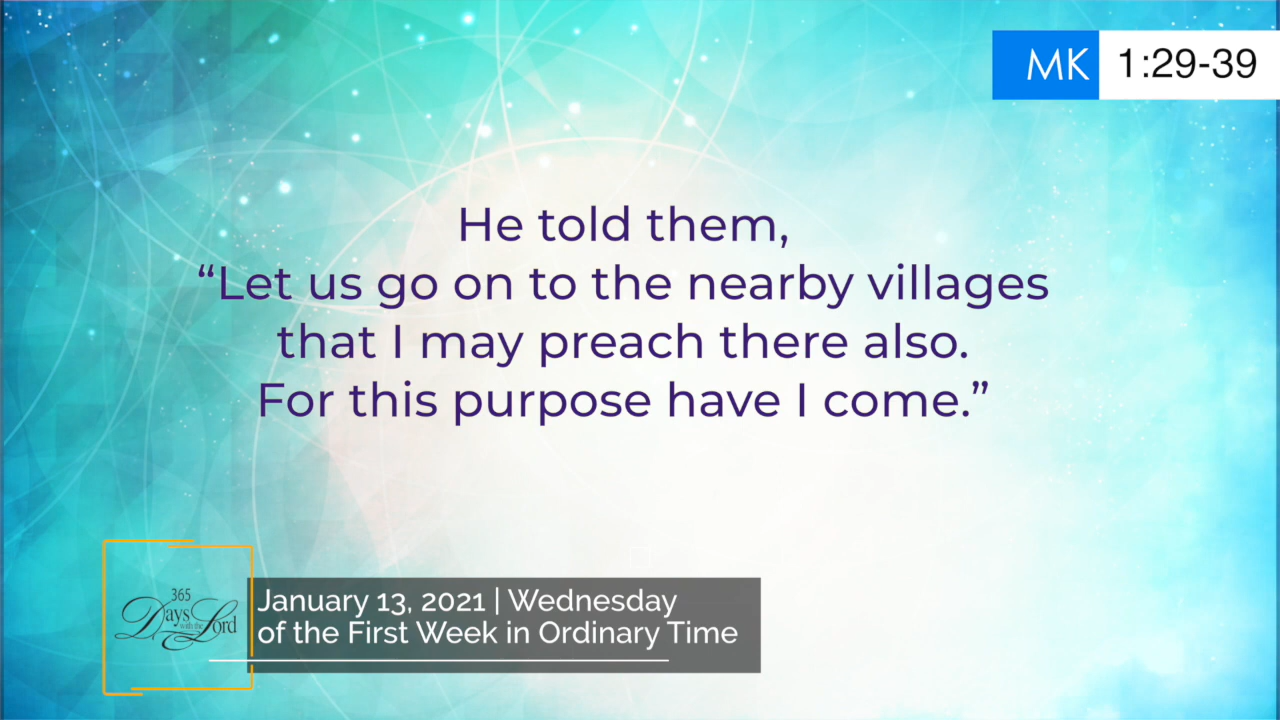 MK 1:29-39
He told them,
“Let us go on to the nearby villages
that I may preach there also.
For this purpose have I come.”
365
Days with the Lord
January 13, 2021 | Wednesday
of the First Week in Ordinary Time